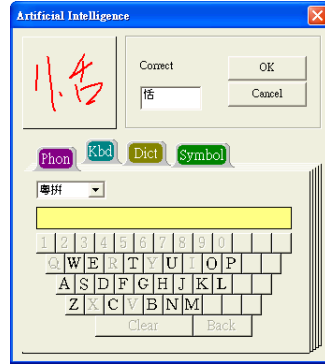 Artificial Intelligence
恬
Correct
恬
OK
Cancel
Phon
Kbd
Dict
Symbol
粵拼
1 2 3 4 5 6 7 8 9 0
Q W E R T Y U I O P
A S D F G H J K L
Z X C V B N M
Clear
Back